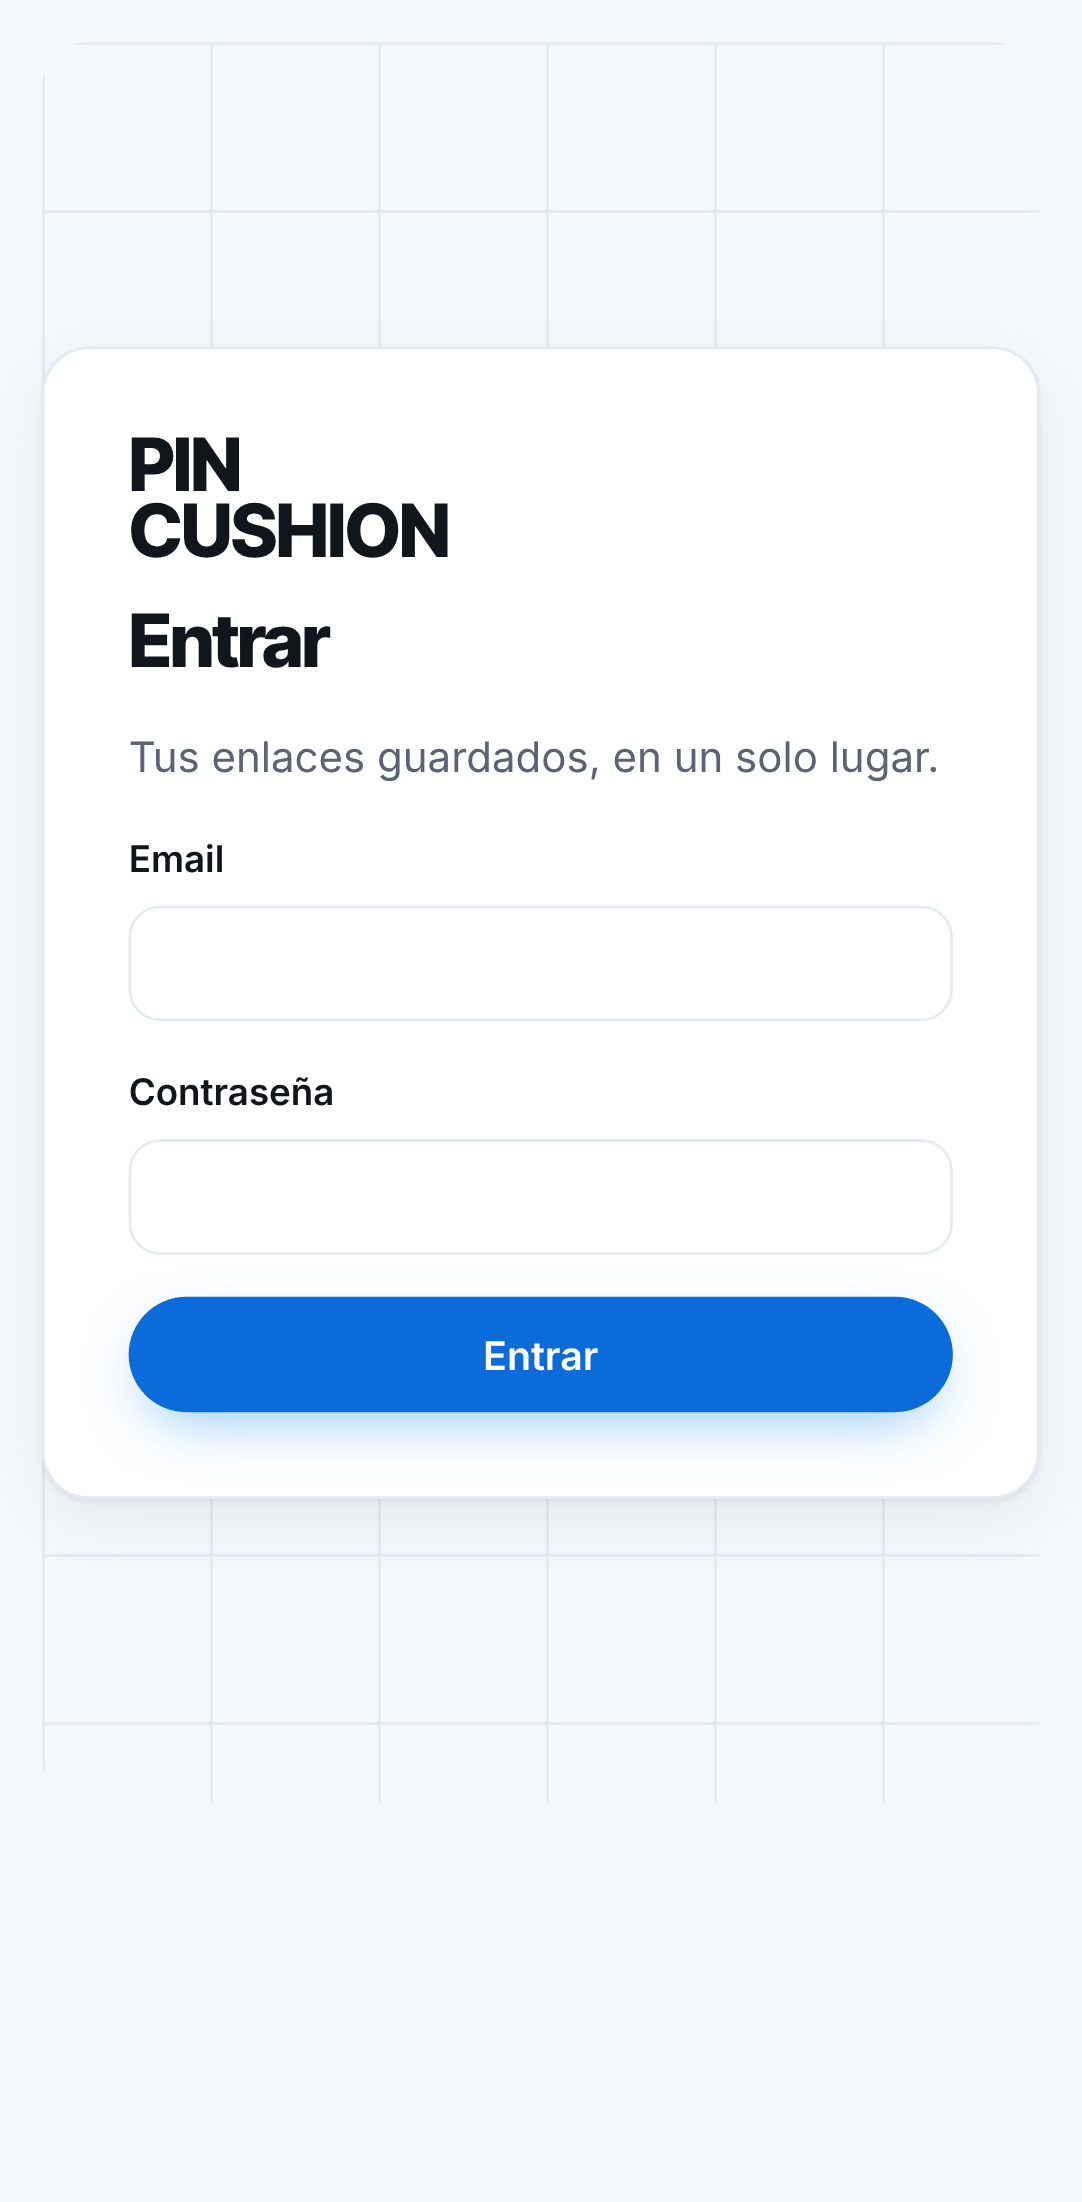 PIN
CUSHION
Entrar
Tus enlaces guardados, en un solo lugar.
Email
Contraseña
Entrar